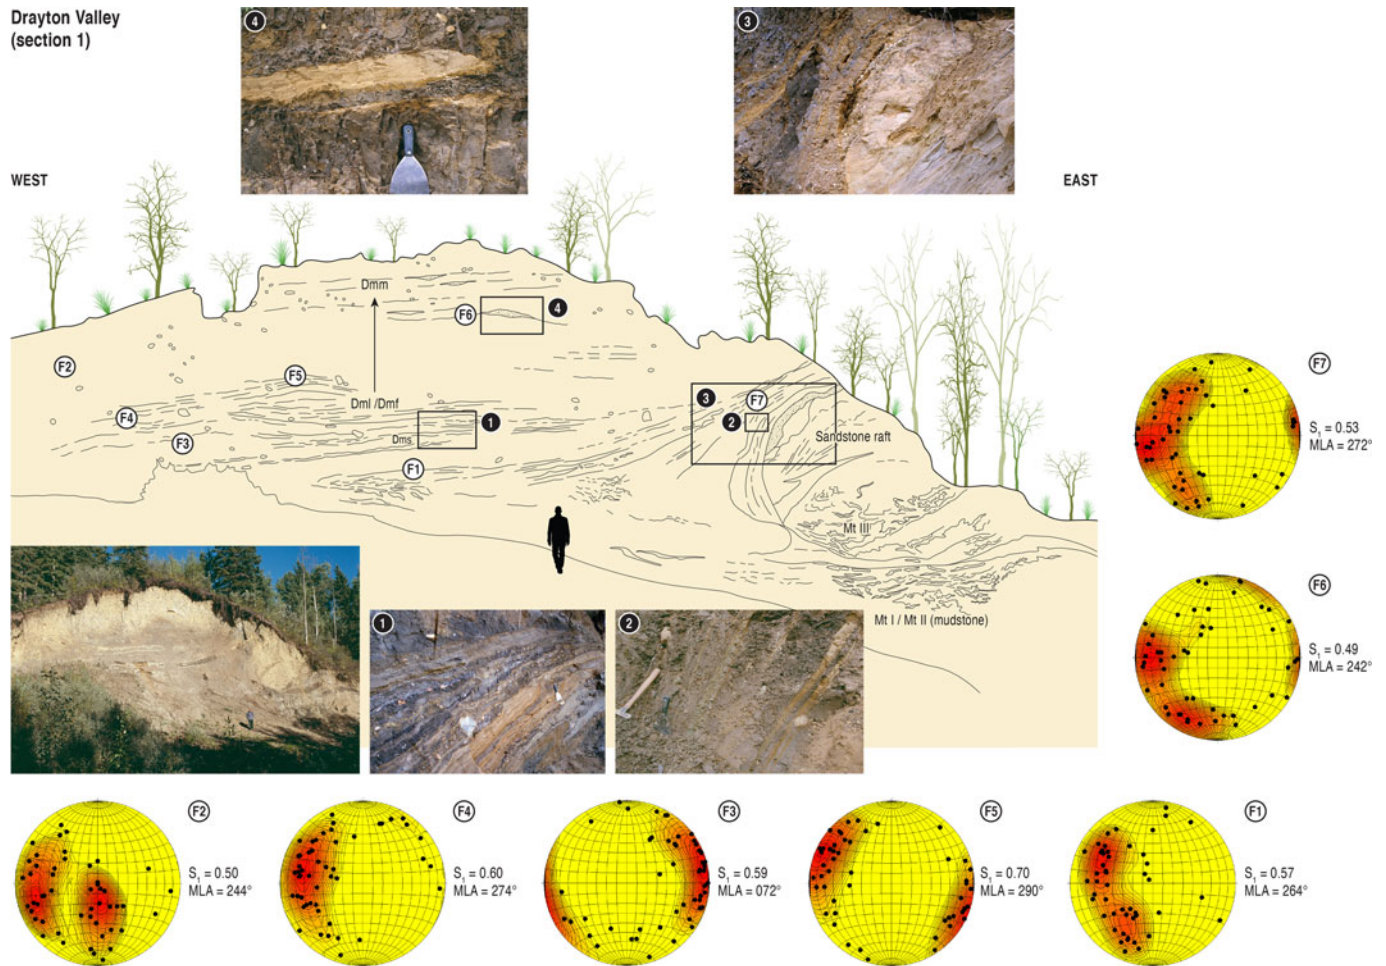 Drayton Valley
(section 1)
4
3
WEST
EAST
Dmm
F6
4
F2
F5
Dml /Dmf
F4
1
Dms
F3
F1
3
F7
2
Sandstone raft
Mt III
Mt I / Mt II (mudstone)
1
2
F7
S1 = 0.53
MLA = 272°
F6
S1 = 0.49
MLA = 242°
F2
S1 = 0.50
MLA = 244°
F4
S1 = 0.60
MLA = 274°
F3
S1 = 0.59
MLA = 072°
F5
S1 = 0.70
MLA = 290°
F1
S1 = 0.57
MLA = 264°